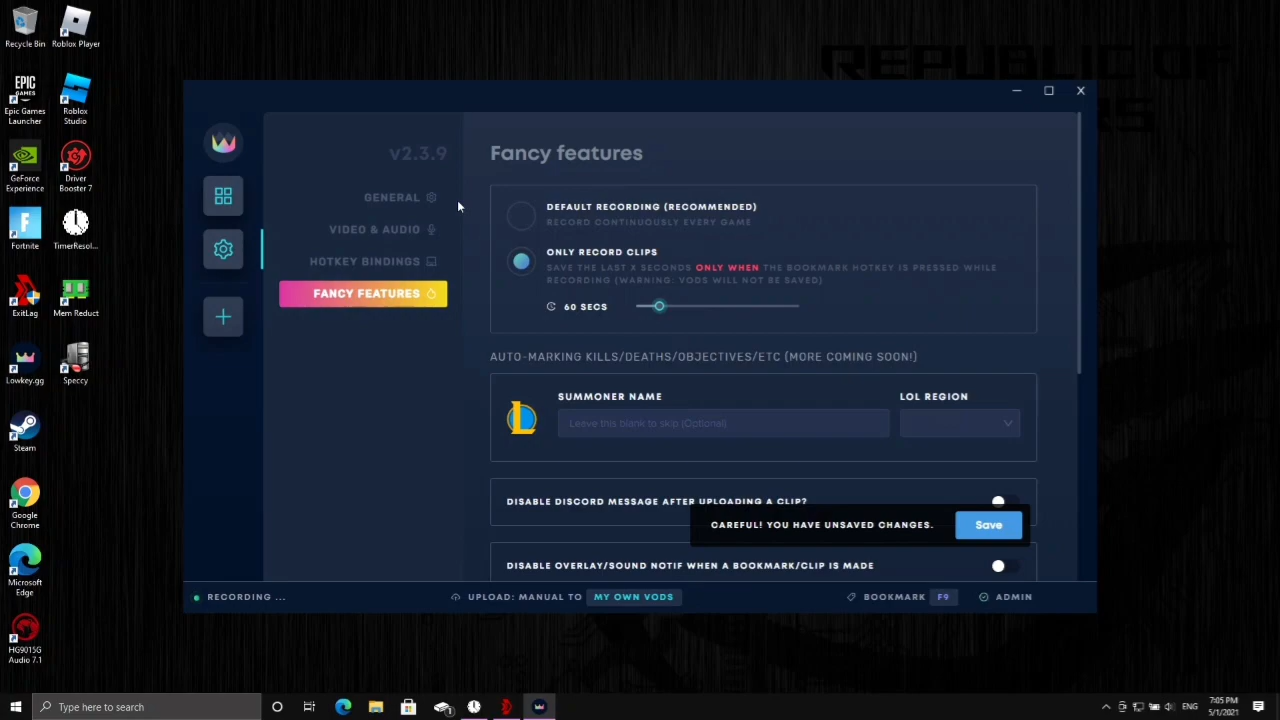 Recycle Bin
Roblox Player
REPUBLIC OF
EPIC
GAMES
Epic Games
Launcher
Roblox
Studio
GeForce
Experience
Driver
Booster 7
Fortnite
TimerResol...
ExitLag
Mem Reduct
Lowkey.gg
Speccy
Steam
Google
Chrome
Microsoft
Edge
HG9015G
Audio 7.1
v2.3.9
GENERAL
VIDEO & AUDIO
HOTKEY BINDINGS
FANCY FEATURES
Fancy features
DEFAULT RECORDING (RECOMMENDED)
RECORD CONTINUOUSLY EVERY GAME
ONLY RECORD CLIPS
SAVE THE LAST X SECONDS ONLY WHEN THE BOOKMARK HOTKEY IS PRESSED WHILE
RECORDING (WARNING: VODS WILL NOT BE SAVED)
60 SECS
AUTO-MARKING KILLS/DEATHS/OBJECTIVES/ETC (MORE COMING SOON!)
SUMMONER NAME
LOL REGION
Leave this blank to skip (Optional)
DISABLE DISCORD MESSAGE AFTER UPLOADING A CLIP?
CAREFUL! YOU HAVE UNSAVED CHANGES.
Save
DISABLE OVERLAY/SOUND NOTIF WHEN A BOOKMARK/CLIP IS MADE
RECORDING ...
UPLOAD: MANUAL TO MY OWN VODS
BOOKMARK F9
ADMIN
Type here to search
ENG
7:05 PM
5/1/2021